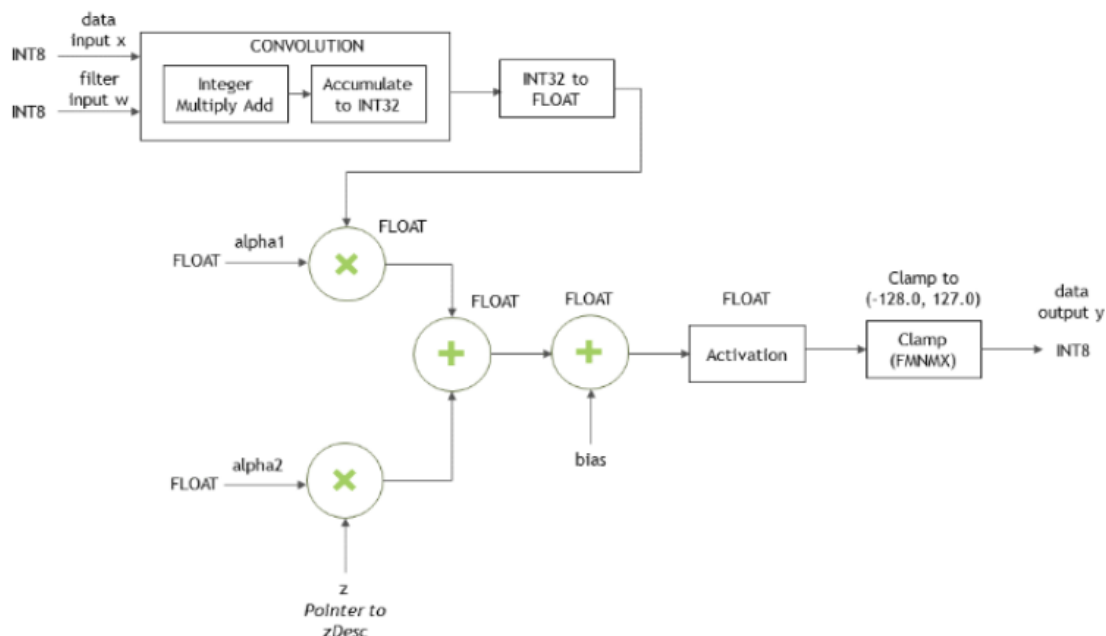 data
input x
INT8
filter
input w
INT8
CONVOLUTION
Integer
Multiply Add
Accumulate
to INT32
INT32 to
FLOAT
FLOAT
alpha1
×
FLOAT
FLOAT
+
FLOAT
+
bias
FLOAT
Activation
Clamp to
(-128.0, 127.0)
Clamp
(FMNMX)
data
output y
INT8
FLOAT
alpha2
×
z
Pointer to
zDesc